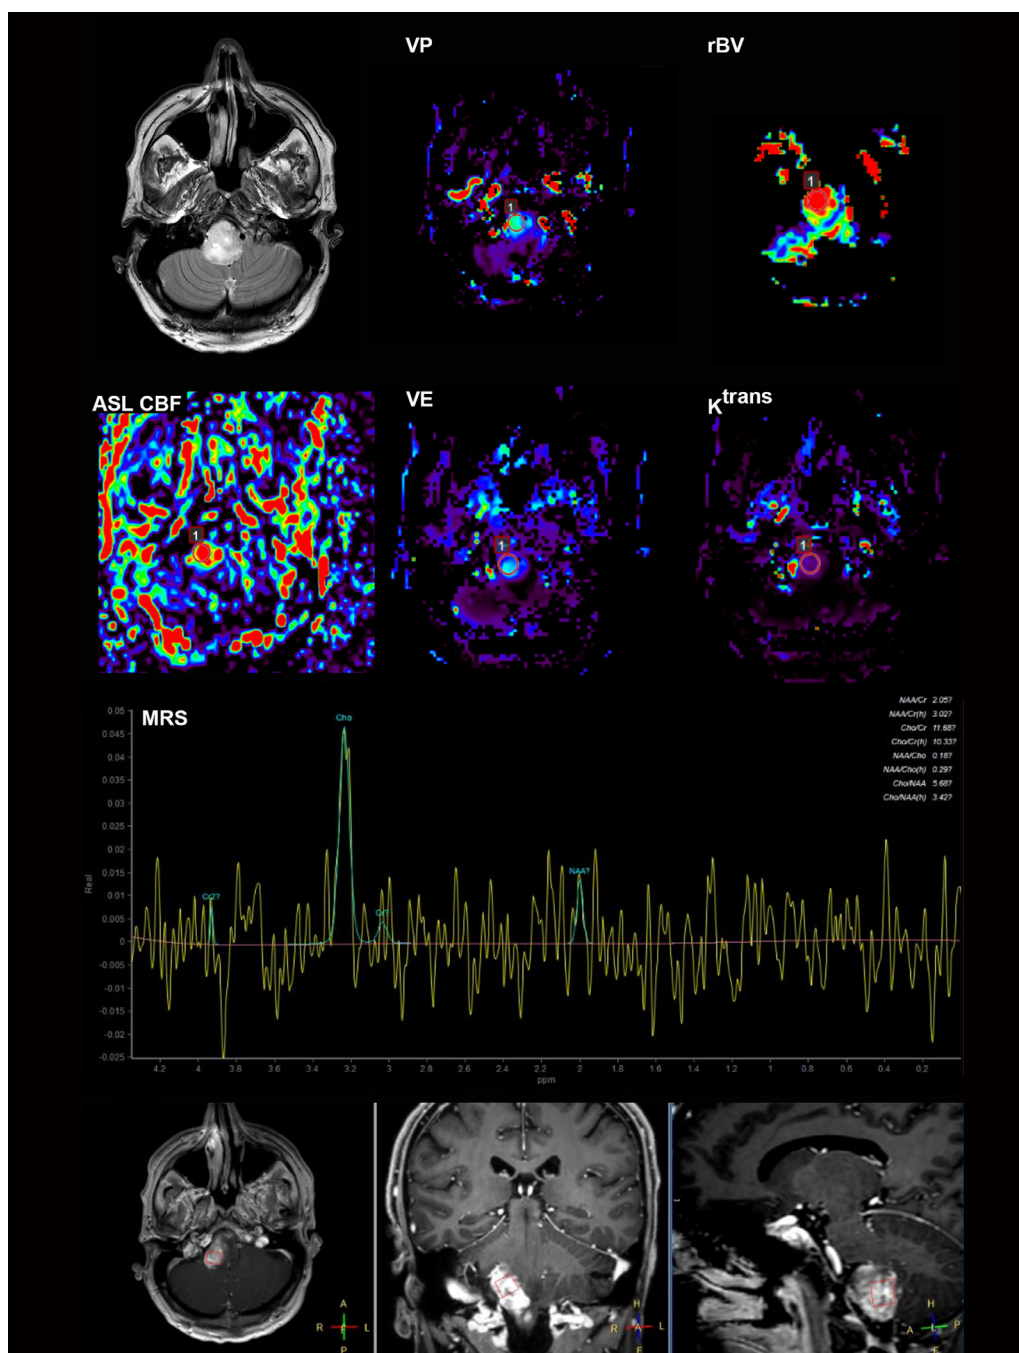 VP
rBV
1
1
ASL CBF
VE
Ktrans
1
1
1
MRS
NAA/Cr 2.05?
NAA/Cr(h) 3.02?
Cho/Cr 11.68?
Cho/Cr(h) 10.33?
NAA/Cho 0.18?
NAA/Cho(h) 0.29?
Cho/NAA 5.68?
Cho/NAA(h) 3.42?
0.05
0.045
0.04
0.035
0.03
0.025
0.02
0.015
0.01
0.005
0
-0.005
-0.01
-0.015
-0.02
-0.025
Real
Cho
Cr2??
Cr?
NAA?
4.2 4 3.8 3.6 3.4 3.2 3 2.8 2.6 2.4 2.2 2 1.8 1.6 1.4 1.2 1 0.8 0.6 0.4 0.2
ppm
A
R F L
P
H
R A L
F
H
A L P
F